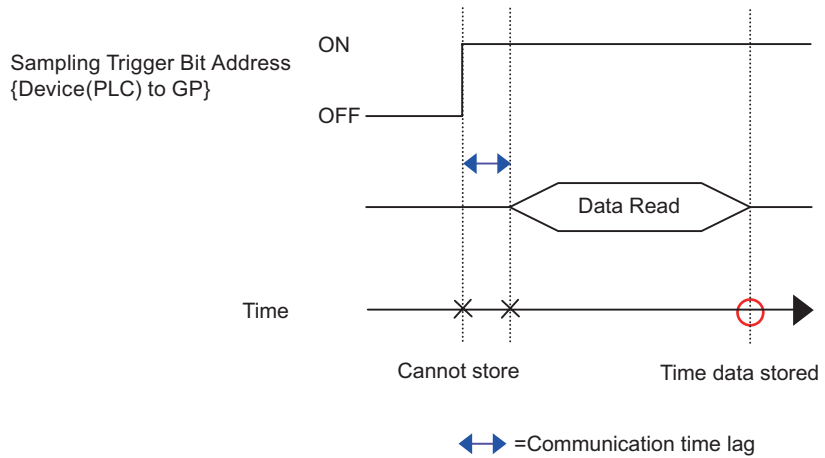 ON
Sampling Trigger Bit Address
{Device(PLC) to GP}
OFF
Data Read
Time
Cannot store
Time data stored
=Communication time lag